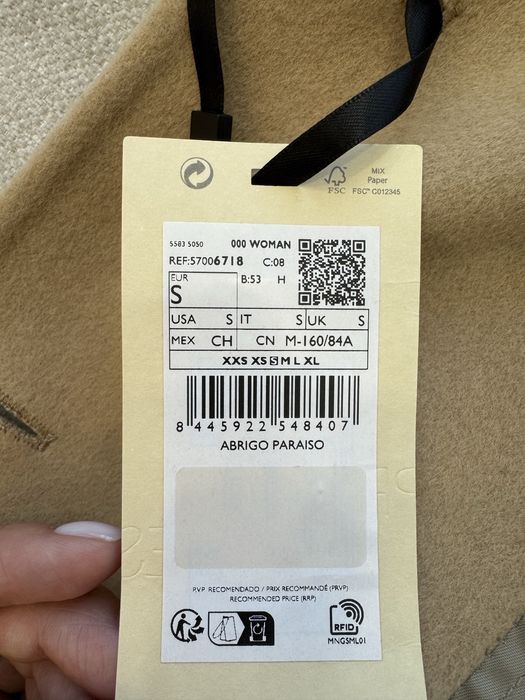 MIX
Paper
FSC FSC® C012345
5583 5050 000 WOMAN
REF:57006718 C:08
EUR
S
B:53 H
USA S IT S UK S
MEX CH CN M-160/84A
XXS XS S M L XL
8 445922 548407
ABRIGO PARAISO
P.V.P RECOMENDADO / PRIX RECOMMANDÉ (PRVP)
RECOMMENDED PRICE (RRP)
RFID
MNGSML01